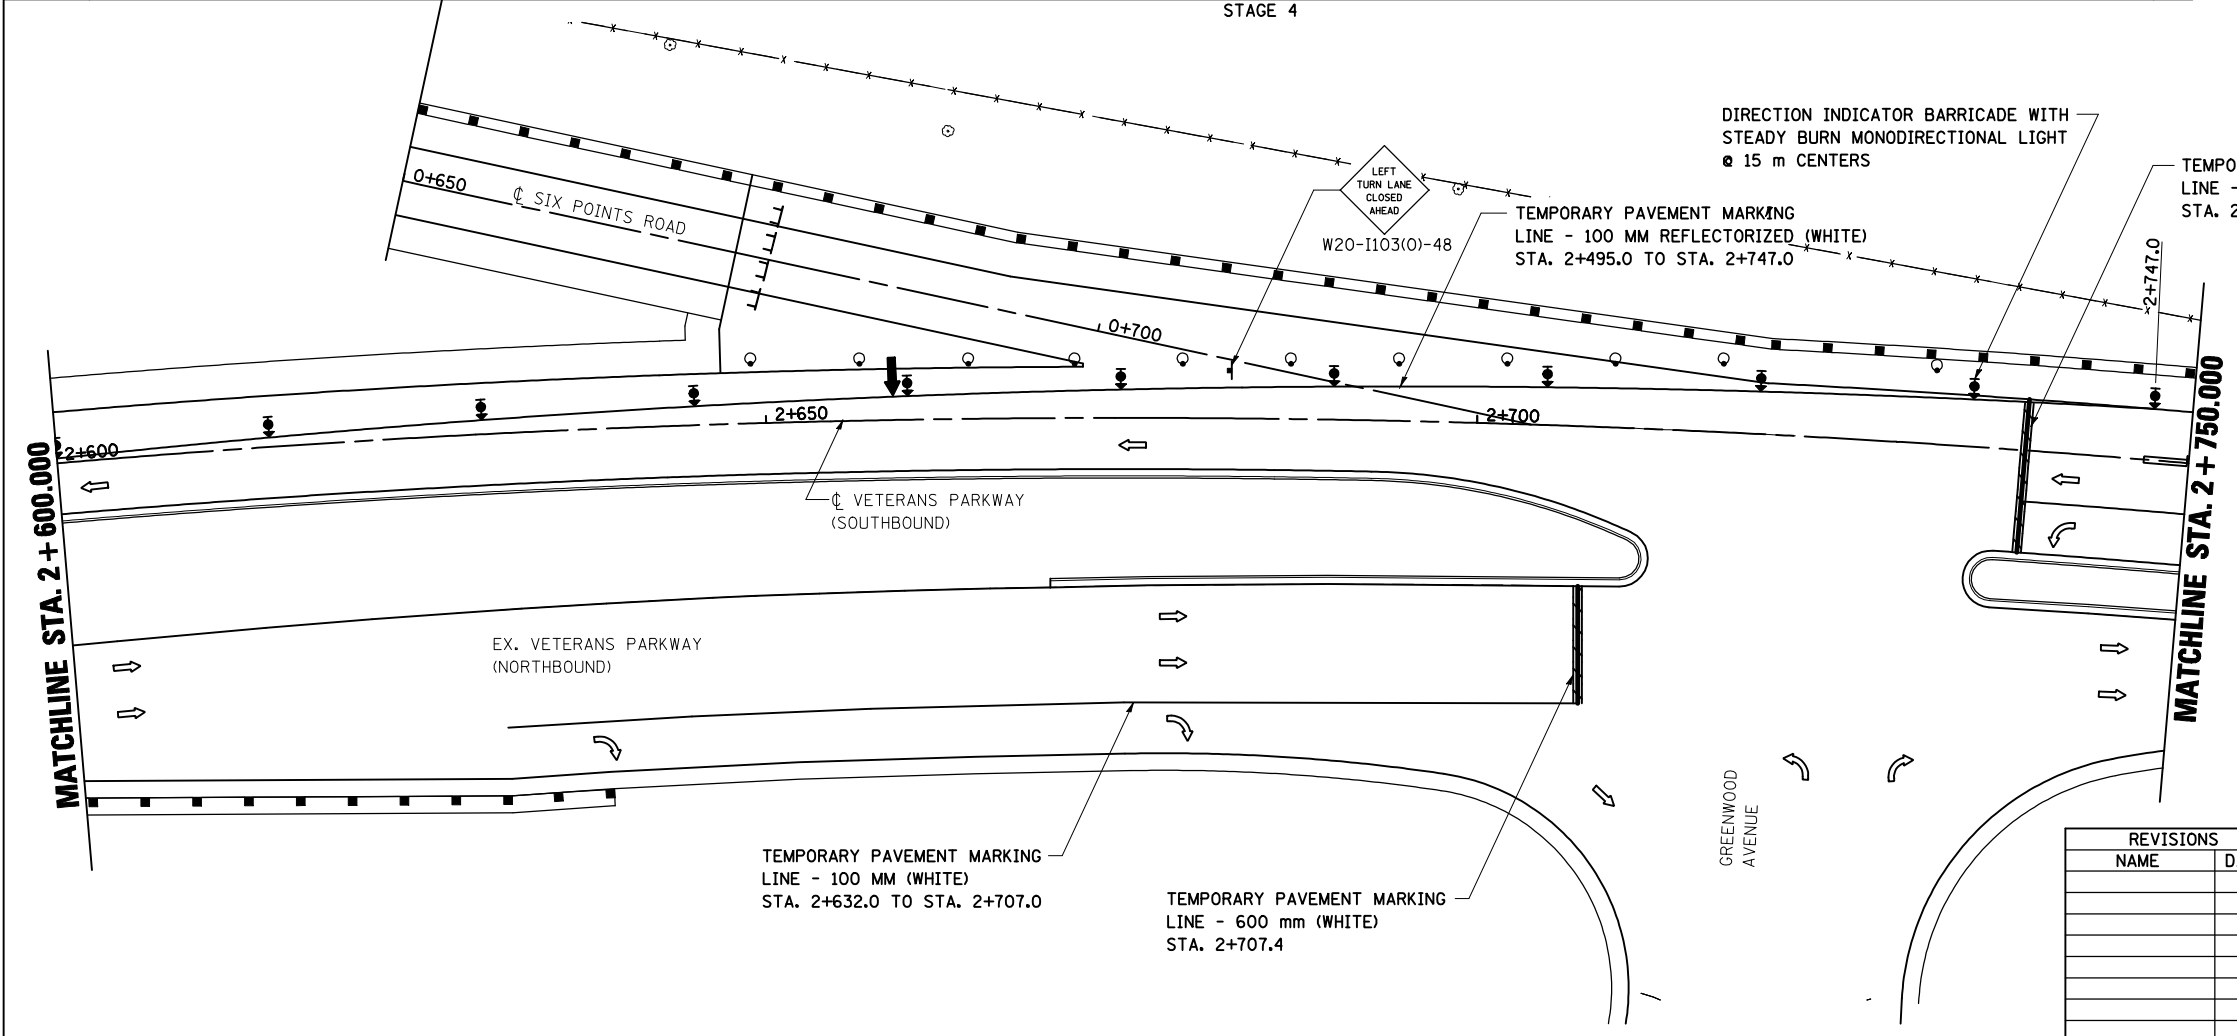 STAGE 4
DIRECTION INDICATOR BARRICADE WITH
STEADY BURN MONODIRECTIONAL LIGHT
@ 15 m CENTERS
TEMPO
LINE -
STA. 2
LEFT
TURN LANE
CLOSED
AHEAD
W20-I103(0)-48
TEMPORARY PAVEMENT MARKING
LINE - 100 MM REFLECTORIZED (WHITE)
STA. 2+495.0 TO STA. 2+747.0
2+747.0
0+650
℄ SIX POINTS ROAD
0+700
2+600
2+650
2+700
℄ VETERANS PARKWAY
(SOUTHBOUND)
MATCHLINE STA. 2+600.000
MATCHLINE STA. 2+750.000
EX. VETERANS PARKWAY
(NORTHBOUND)
GREENWOOD
AVENUE
TEMPORARY PAVEMENT MARKING
LINE - 100 MM (WHITE)
STA. 2+632.0 TO STA. 2+707.0
TEMPORARY PAVEMENT MARKING
LINE - 600 mm (WHITE)
STA. 2+707.4
REVISIONS
NAME
D